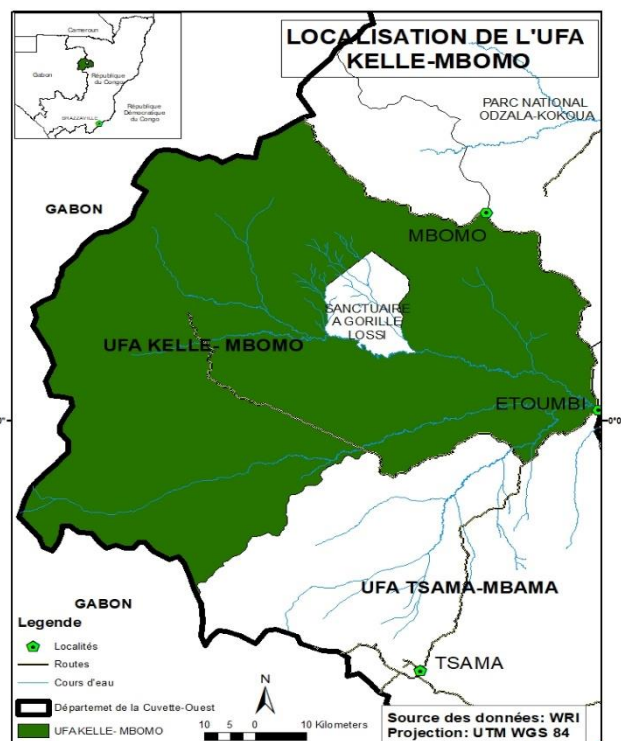 LOCALISATION DE L'UFA
KELLE-MBOMO
Cameroun
Gabon
République
du Congo
BRAZZAVILLE
République
Démocratique
du Congo
PARC NATIONAL
ODZALA-KOKOUA
GABON
MBOMO
SANCTUAIRE
A GORILLE
LOSSI
UFA KELLE- MBOMO
ETOUMBI
0°0'
UFA TSAMA-MBAMA
GABON
TSAMA
Legende
Localités
Routes
Cours d'eau
Départemet de la Cuvette-Ouest
UFA KELLE- MBOMO
N
10 5 0 10 Kilometers
Source des données: WRI
Projection: UTM WGS 84